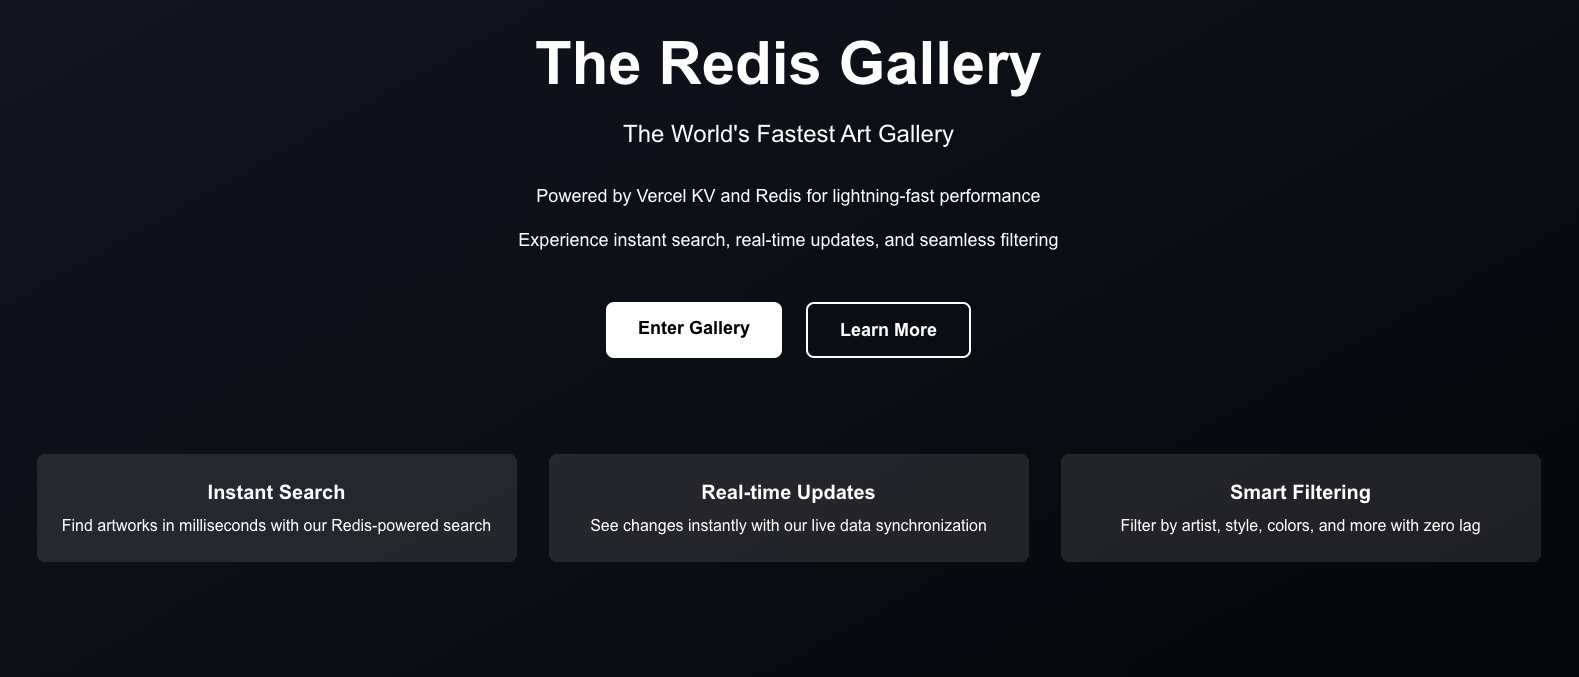 The Redis Gallery
The World's Fastest Art Gallery
Powered by Vercel KV and Redis for lightning-fast performance
Experience instant search, real-time updates, and seamless filtering
Enter Gallery
Learn More
Instant Search
Find artworks in milliseconds with our Redis-powered search
Real-time Updates
See changes instantly with our live data synchronization
Smart Filtering
Filter by artist, style, colors, and more with zero lag